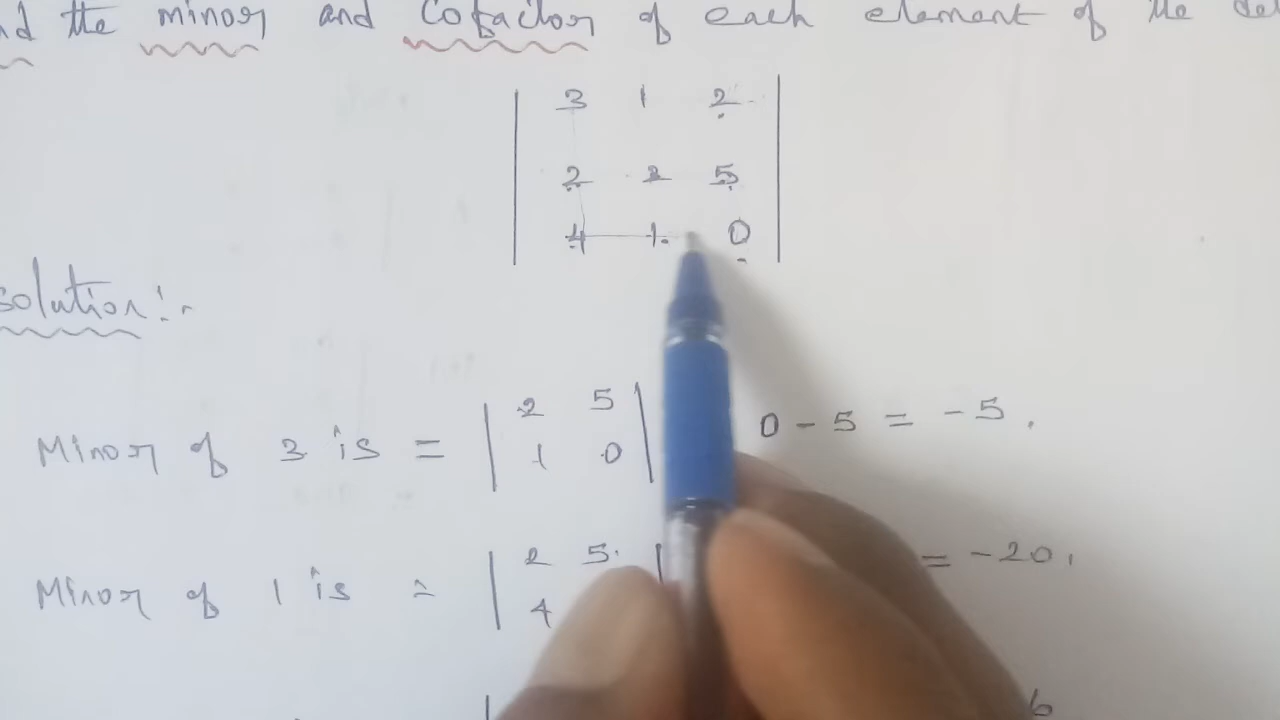 the minor and Cofactor of each element of the
3 1 2
2 2 5
4 1 0
solution:-
Minor of 3 is = | 2 5 | 0 - 5 = -5.
| 1 0 |
Minor of 1 is = | 2 5 | = -20.
| 4